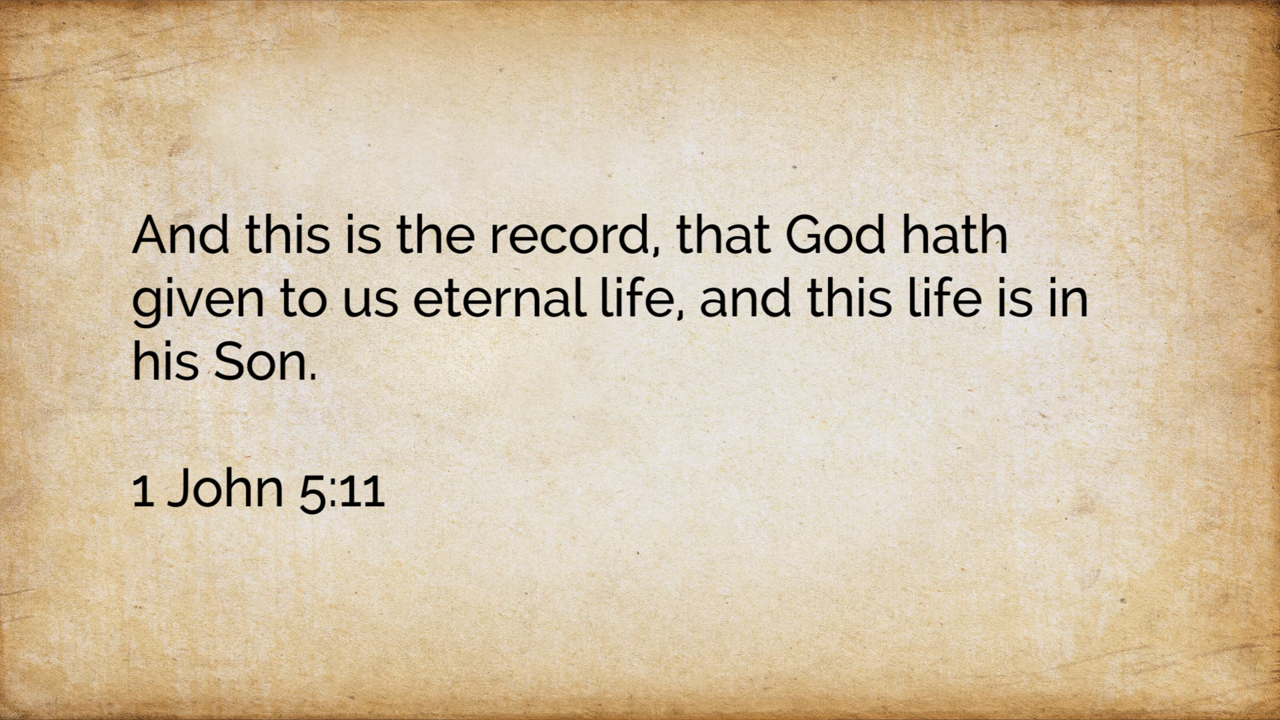 And this is the record, that God hath
given to us eternal life, and this life is in
his Son.
1 John 5:11